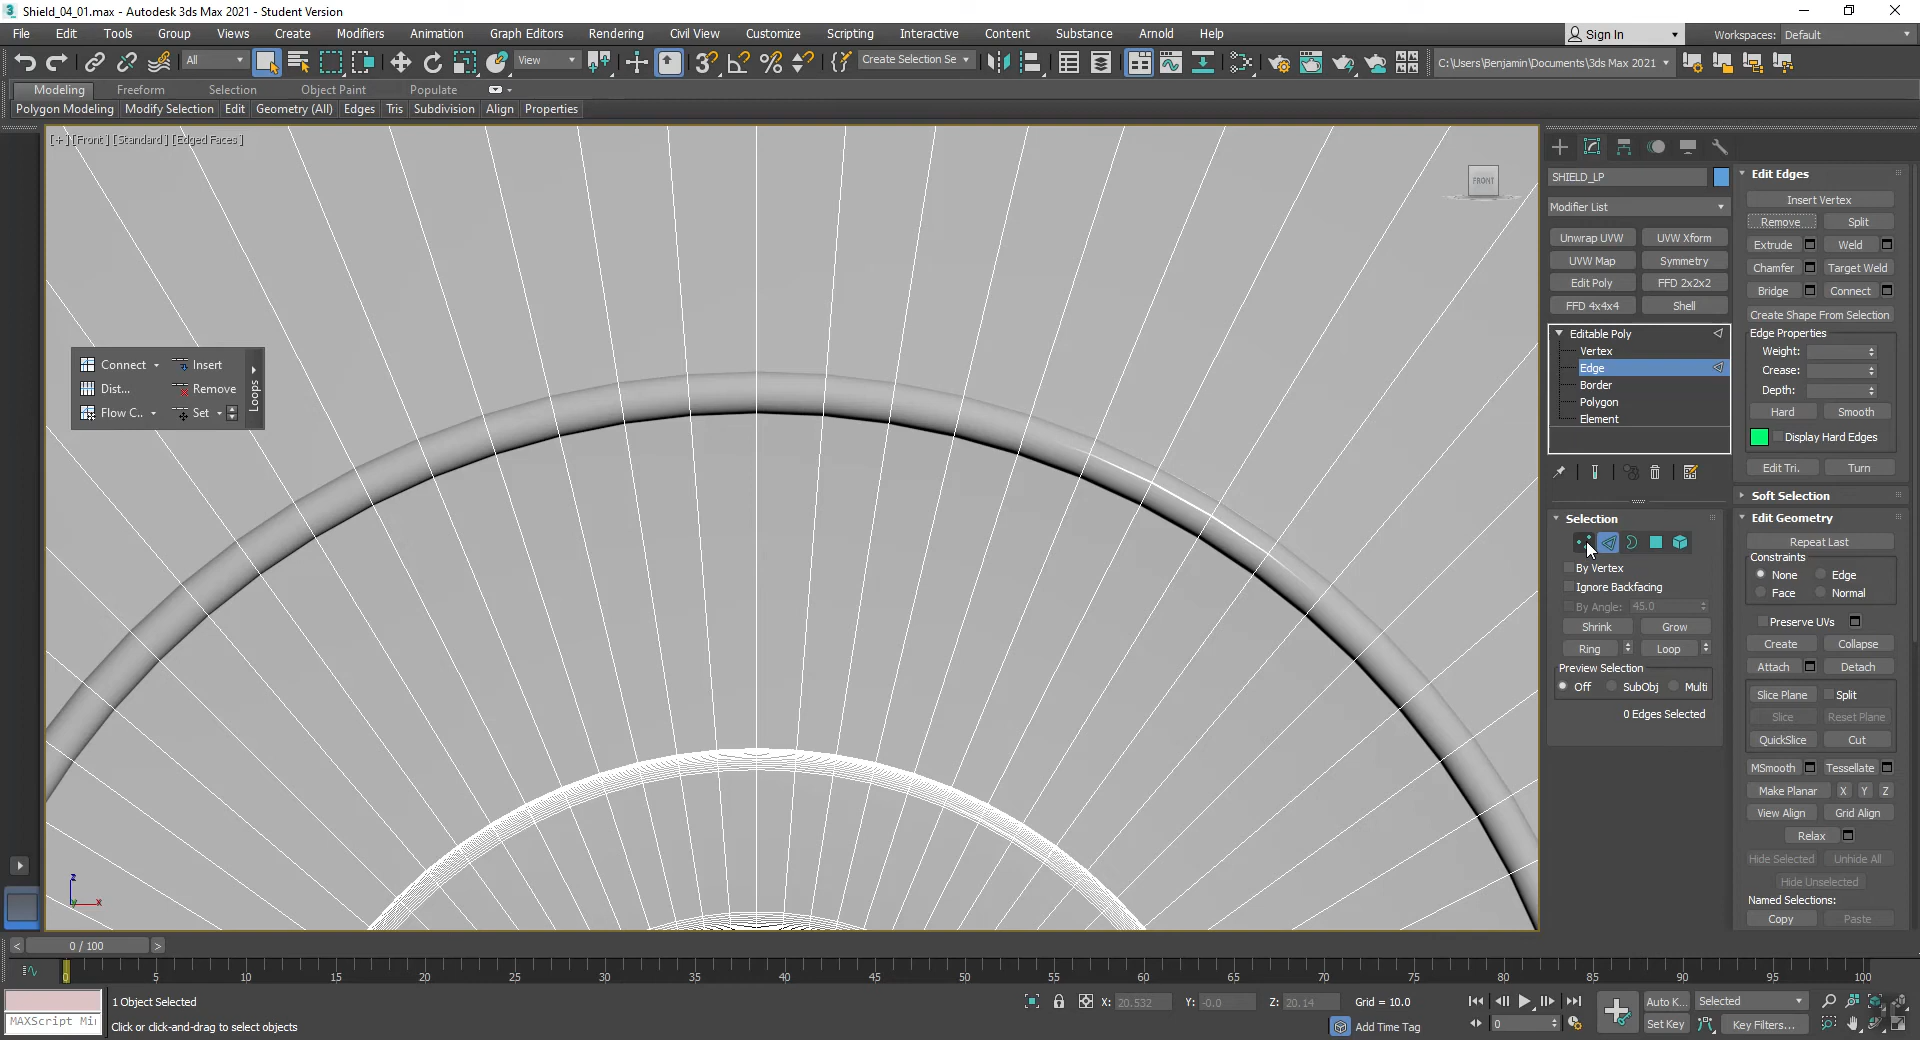 Shield_04_01.max - Autodesk 3ds Max 2021 - Student Version
File Edit Tools Group Views Create Modifiers Animation Graph Editors Rendering Civil View Customize Scripting Interactive Content Substance Arnold Help
Sign In Workspaces: Default
All View Create Selection Se C:\Users\Benjamin\Documents\3ds Max 2021
Modeling Freeform Selection Object Paint Populate
Polygon Modeling Modify Selection Edit Geometry (All) Edges Tris Subdivision Align Properties
[+][Front][Standard][Edged Faces]
FRONT
Connect Insert
Dist... Remove
Flow C.. Set
Loops
z
y x
SHIELD_LP
Modifier List
Unwrap UVW UVW Xform
UVW Map Symmetry
Edit Poly FFD 2x2x2
FFD 4x4x4 Shell
Editable Poly
Vertex
Edge
Border
Polygon
Element
Selection
By Vertex
Ignore Backfacing
By Angle: 45.0
Shrink Grow
Ring Loop
Preview Selection
Off SubObj Multi
0 Edges Selected
Edit Edges
Insert Vertex
Remove Split
Extrude Weld
Chamfer Target Weld
Bridge Connect
Create Shape From Selection
Edge Properties
Weight:
Crease:
Depth:
Hard Smooth
Display Hard Edges
Edit Tri. Turn
Soft Selection
Edit Geometry
Repeat Last
Constraints
None Edge
Face Normal
Preserve UVs
Create Collapse
Attach Detach
Slice Plane Split
Slice Reset Plane
QuickSlice Cut
MSmooth Tessellate
Make Planar X Y Z
View Align Grid Align
Relax
Hide Selected Unhide All
Hide Unselected
Named Selections:
Copy Paste
< 0 / 100 >
0 5 10 15 20 25 30 35 40 45 50 55 60 65 70 75 80 85 90 95 100
1 Object Selected X: 20.532 Y: -0.0 Z: 20.14 Grid = 10.0 Auto K... Selected
MAXScript Mi Click or click-and-drag to select objects Add Time Tag 0 Set Key Key Filters...